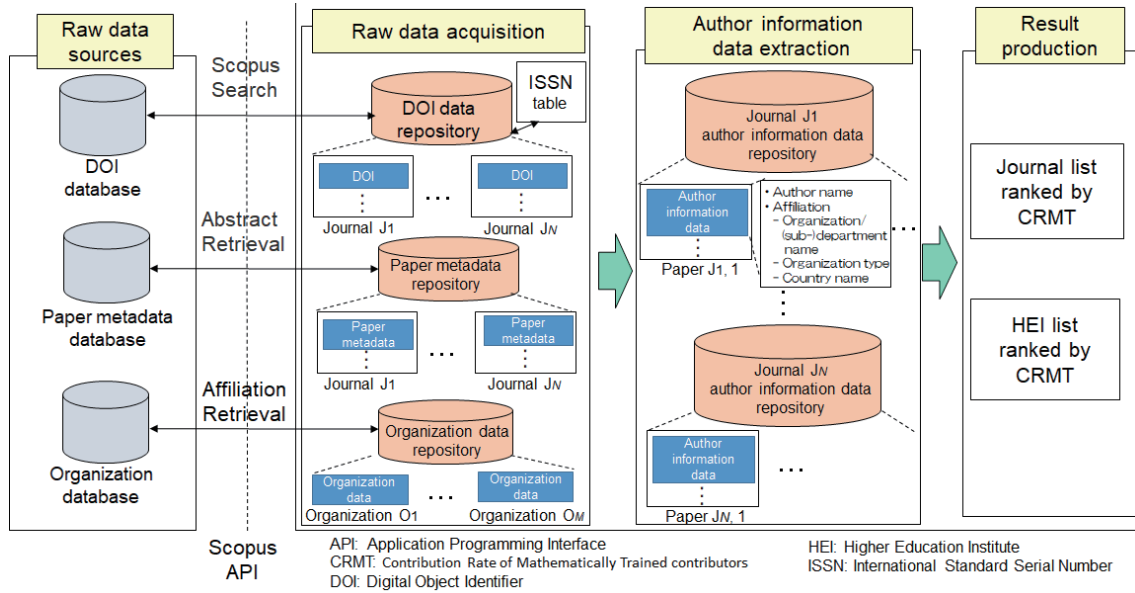 Raw data
sources
DOI
database
Paper metadata
database
Organization
database
Scopus
Search
Abstract
Retrieval
Affiliation
Retrieval
Scopus
API
Raw data acquisition
DOI data
repository
ISSN
table
DOI
⋮
Journal J1
...
DOI
⋮
Journal JN
Paper metadata
repository
Paper
metadata
⋮
Journal J1
...
Paper
metadata
⋮
Journal JN
Organization data
repository
Organization
data
Organization O1
...
Organization
data
Organization OM
Author information
data extraction
Journal J1
author information data
repository
Author
information
data
⋮
Paper J1, 1
• Author name
• Affiliation
– Organization/
(sub-)department
name
– Organization type
– Country name
...
⋮
Journal JN
author information data
repository
Author
information
data
⋮
Paper JN, 1
...
Result
production
Journal list
ranked by
CRMT
HEI list
ranked by
CRMT
API: Application Programming Interface
CRMT: Contribution Rate of Mathematically Trained contributors
DOI: Digital Object Identifier
HEI: Higher Education Institute
ISSN: International Standard Serial Number